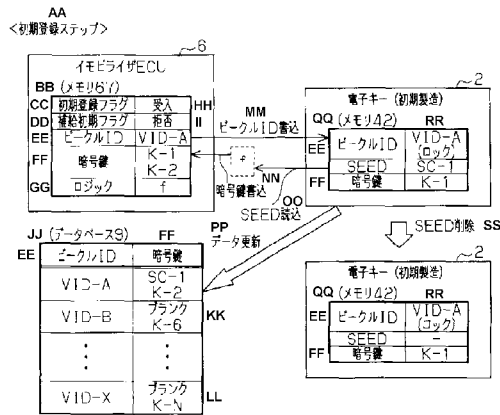 AA
<初期登録ステップ>
6
イモビライザECU
BB (メモリ67)
CC 初期登録フラグ 受入 HH
DD 補給初期フラグ 拒否 II
EE ビークルID VID-A
FF 暗号鍵 K-1
K-2
GG ロジック f
MM
ビークルID書込
f
NN
暗号鍵書込
OO
SEED読込
2
電子キー (初期製造)
QQ (メモリ42) RR
EE ビークルID VID-A
(ロック)
SEED SC-1
FF 暗号鍵 K-1
PP
データ更新
SEED削除 SS
JJ (データベース9) FF
EE ビークルID 暗号鍵
VID-A SC-1
K-2
VID-B ブランク KK
K-6
VID-X ブランク LL
K-N
2
電子キー (初期製造)
QQ (メモリ42) RR
EE ビークルID VID-A
(コック)
SEED -
FF 暗号鍵 K-1